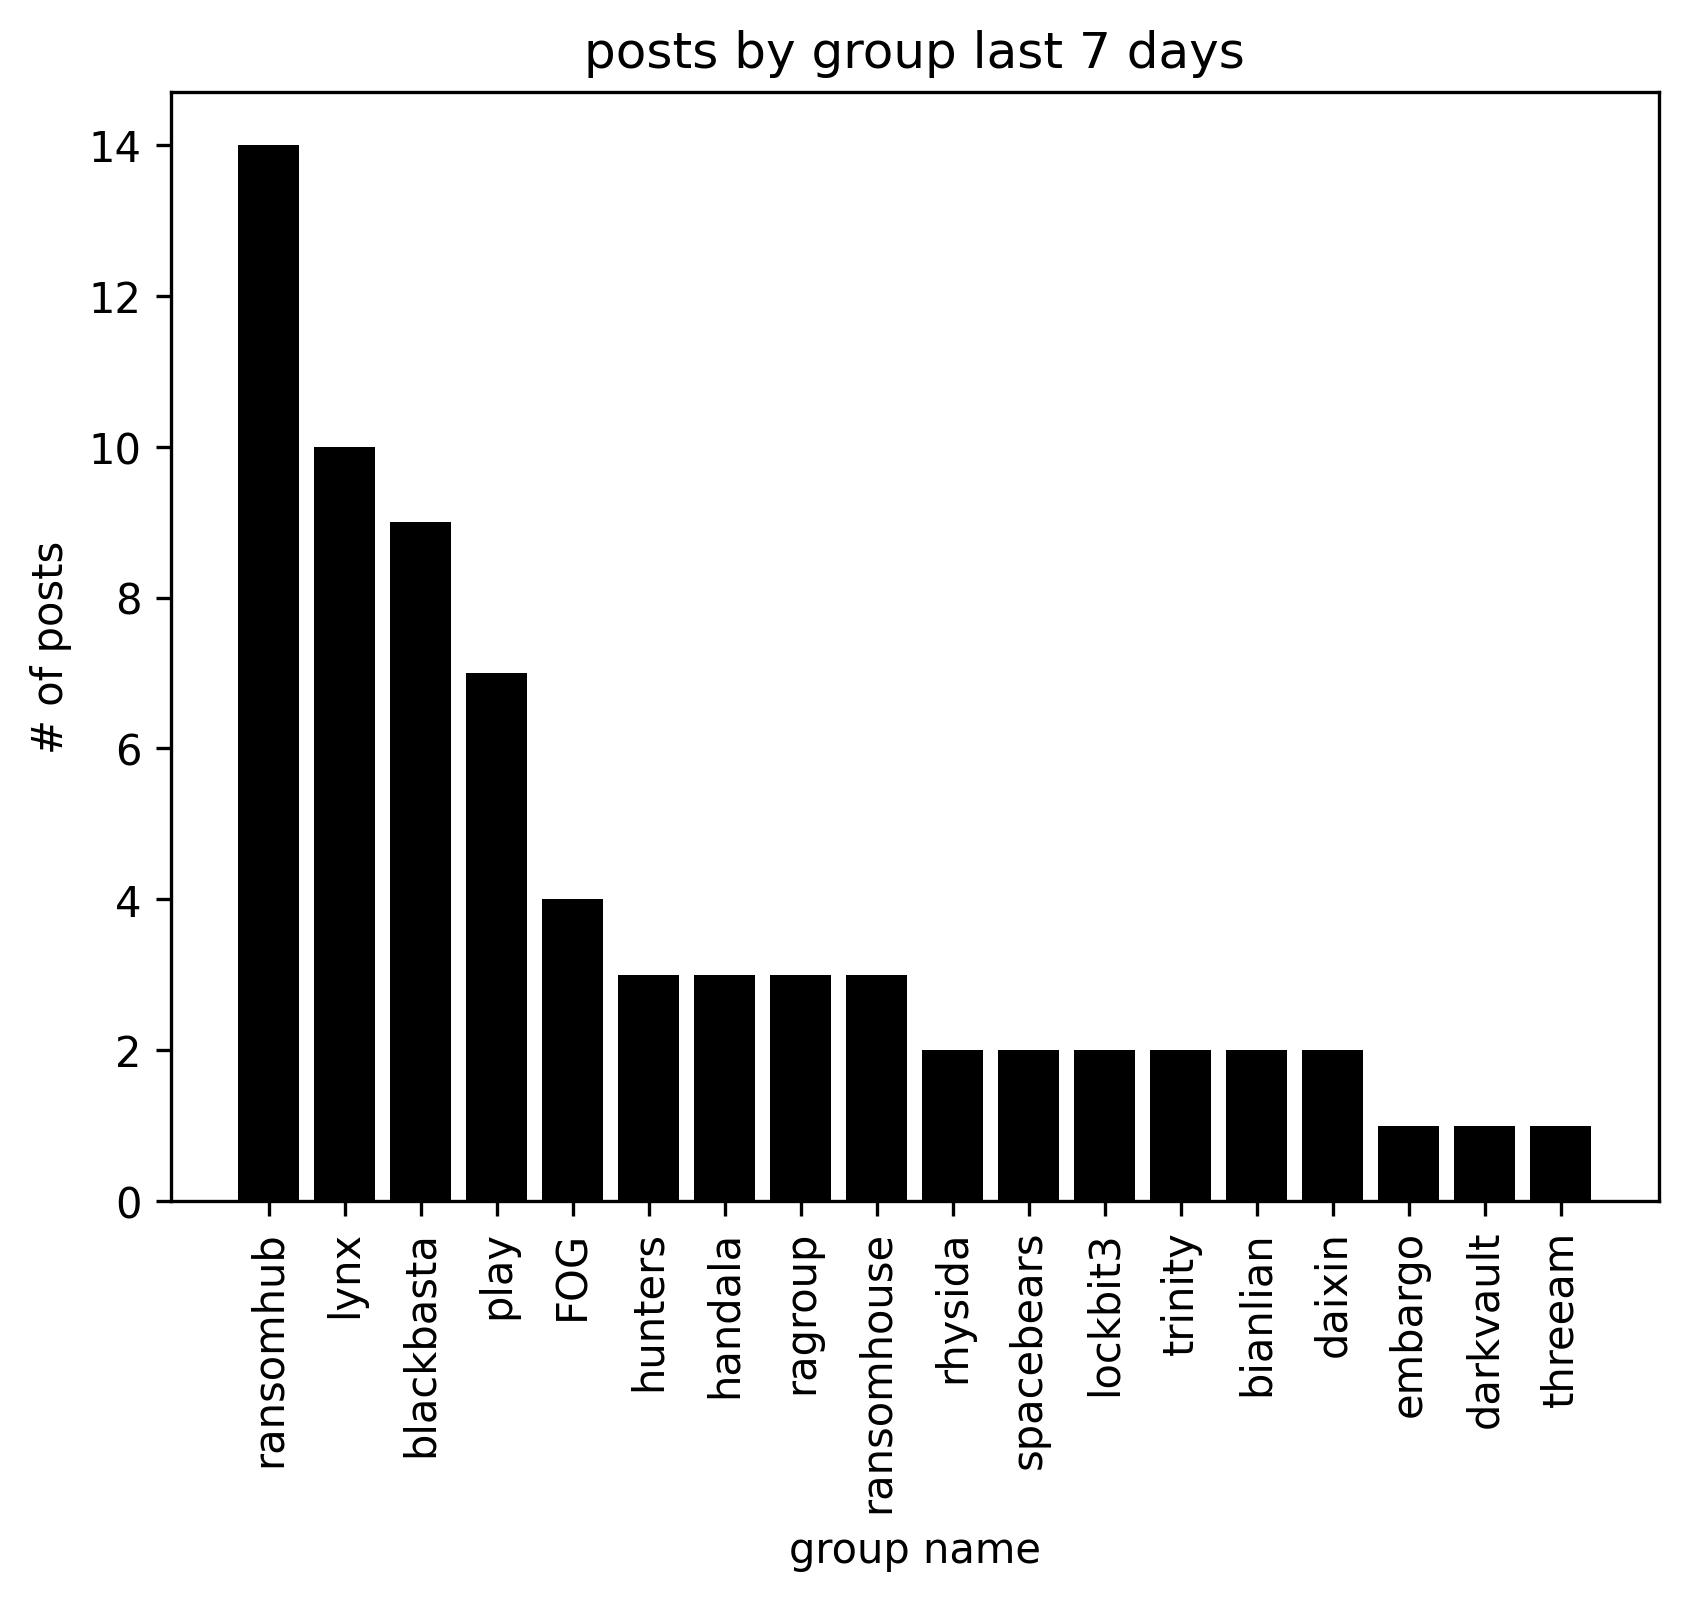 posts by group last 7 days
14
12
10
8
6
4
2
0
# of posts
ransomhub
lynx
blackbasta
play
FOG
hunters
handala
ragroup
ransomhouse
rhysida
spacebears
lockbit3
trinity
bianlian
daixin
embargo
darkvault
threeam
group name